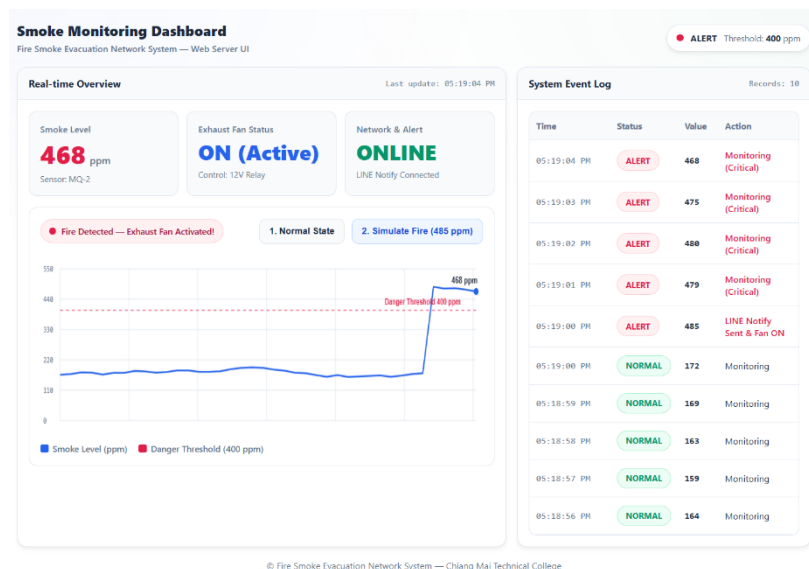 Smoke Monitoring Dashboard
Fire Smoke Evacuation Network System — Web Server UI
ALERT Threshold: 400 ppm
Real-time Overview
Last update: 05:19:04 PM
Smoke Level
468 ppm
Sensor: MQ-2
Exhaust Fan Status
ON (Active)
Control: 12V Relay
Network & Alert
ONLINE
LINE Notify Connected
Fire Detected — Exhaust Fan Activated!
1. Normal State
2. Simulate Fire (485 ppm)
550
440
330
220
110
0
468 ppm
Danger Threshold 400 ppm
Smoke Level (ppm)
Danger Threshold (400 ppm)
System Event Log
Records: 10
Time Status Value Action
05:19:04 PM ALERT 468 Monitoring
(Critical)
05:19:03 PM ALERT 475 Monitoring
(Critical)
05:19:02 PM ALERT 480 Monitoring
(Critical)
05:19:01 PM ALERT 479 Monitoring
(Critical)
05:19:00 PM ALERT 485 LINE Notify
Sent & Fan ON
05:19:00 PM NORMAL 172 Monitoring
05:18:59 PM NORMAL 169 Monitoring
05:18:58 PM NORMAL 163 Monitoring
05:18:57 PM NORMAL 159 Monitoring
05:18:56 PM NORMAL 164 Monitoring
© Fire Smoke Evacuation Network System — Chiang Mai Technical College